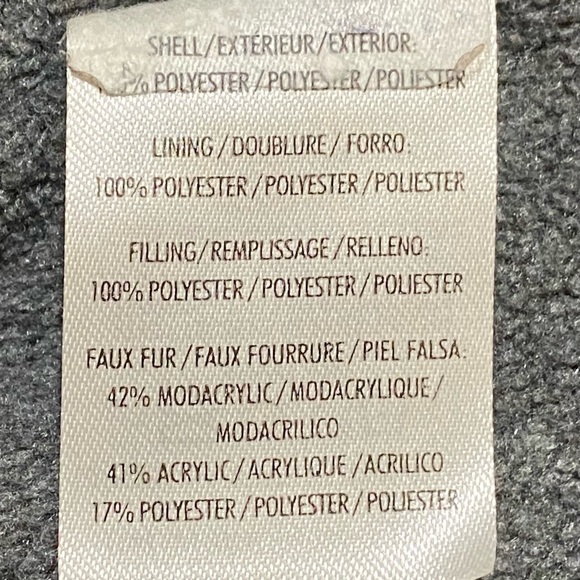 SHELL/EXTÉRIEUR/EXTERIOR:
POLYESTER/POLYESTER/POLIESTER
LINING/DOUBLURE/FORRO:
100% POLYESTER/POLYESTER/POLIESTER
FILLING/REMPLISSAGE/RELLENO:
100% POLYESTER/POLYESTER/POLIESTER
FAUX FUR/FAUX FOURRURE/PIEL FALSA:
42% MODACRYLIC/MODACRYLIQUE/
MODACRILICO
41% ACRYLIC/ACRYLIQUE/ACRILICO
17% POLYESTER/POLYESTER/POLIESTER